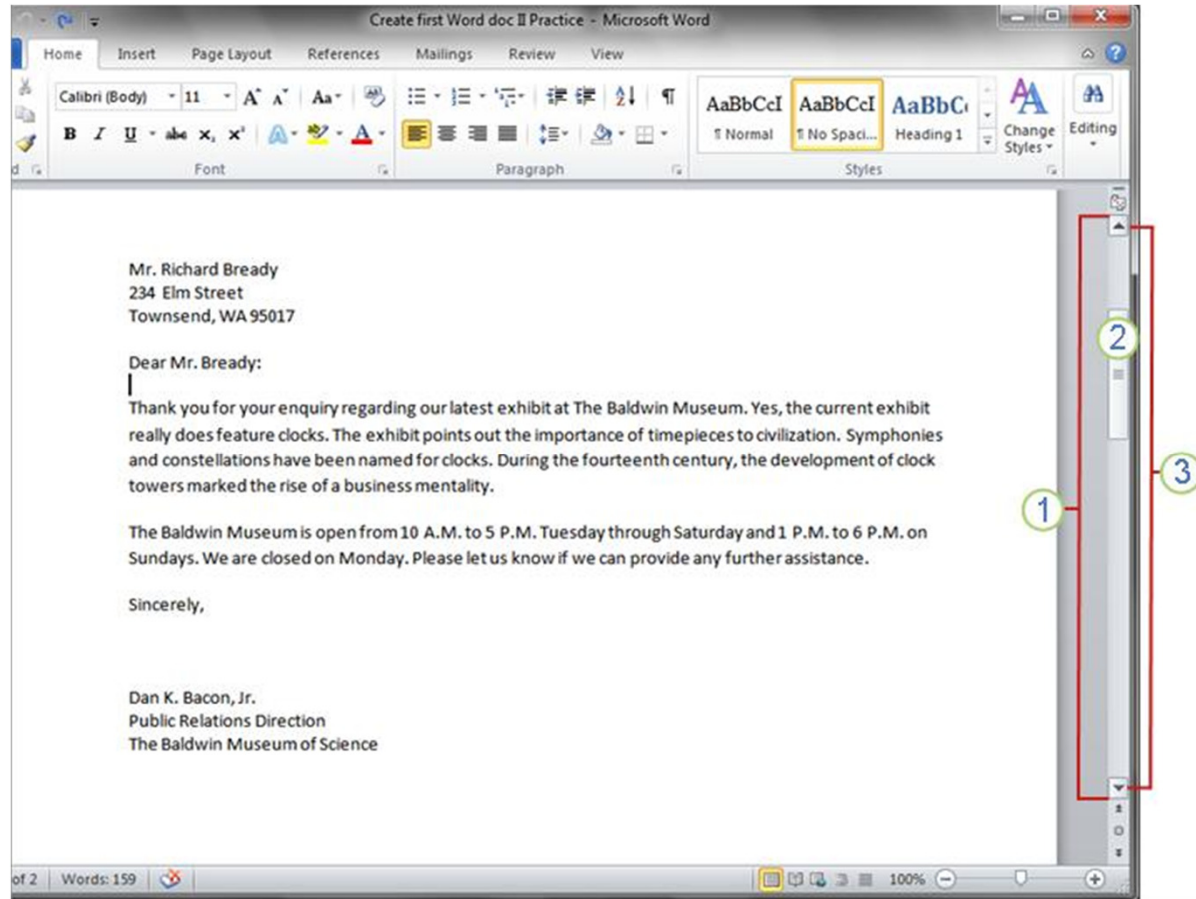 Create first Word doc II Practice - Microsoft Word
Home Insert Page Layout References Mailings Review View
Calibri (Body) 11 A A Aa
AaBbCcI AaBbCcI AaBbC
B I U abc x, x² A A
¶ Normal ¶ No Spaci... Heading 1 Change Styles Editing
d Font Paragraph Styles
Mr. Richard Bready
234 Elm Street
Townsend, WA 95017
Dear Mr. Bready:
Thank you for your enquiry regarding our latest exhibit at The Baldwin Museum. Yes, the current exhibit
really does feature clocks. The exhibit points out the importance of timepieces to civilization. Symphonies
and constellations have been named for clocks. During the fourteenth century, the development of clock
towers marked the rise of a business mentality.
The Baldwin Museum is open from 10 A.M. to 5 P.M. Tuesday through Saturday and 1 P.M. to 6 P.M. on
Sundays. We are closed on Monday. Please let us know if we can provide any further assistance.
Sincerely,
Dan K. Bacon, Jr.
Public Relations Direction
The Baldwin Museum of Science
1
2
3
of 2 Words: 159 100%